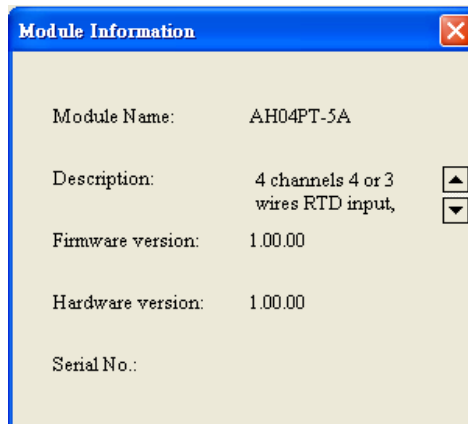 Module Information
Module Name: AH04PT-5A
Description: 4 channels 4 or 3
wires RTD input,
Firmware version: 1.00.00
Hardware version: 1.00.00
Serial No.: